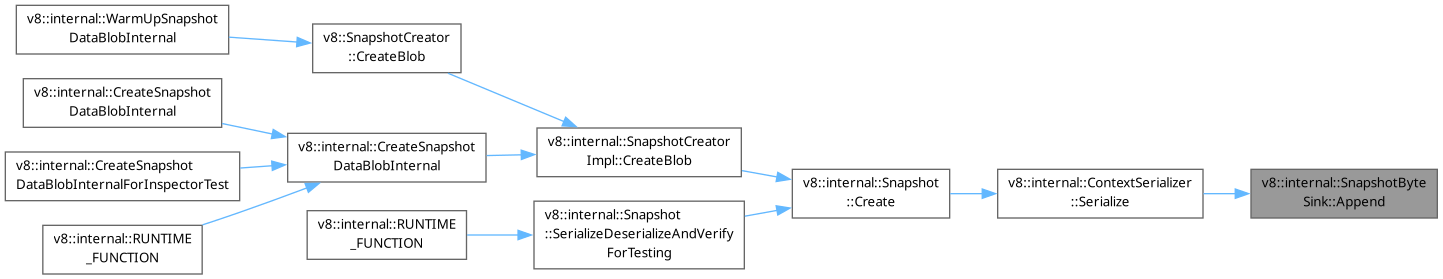 v8::internal::WarmUpSnapshot
DataBlobInternal
v8::SnapshotCreator
::CreateBlob
v8::internal::CreateSnapshot
DataBlobInternal
v8::internal::CreateSnapshot
DataBlobInternalForInspectorTest
v8::internal::RUNTIME
_FUNCTION
v8::internal::CreateSnapshot
DataBlobInternal
v8::internal::RUNTIME
_FUNCTION
v8::internal::SnapshotCreator
Impl::CreateBlob
v8::internal::Snapshot
::SerializeDeserializeAndVerify
ForTesting
v8::internal::Snapshot
::Create
v8::internal::ContextSerializer
::Serialize
v8::internal::SnapshotByte
Sink::Append